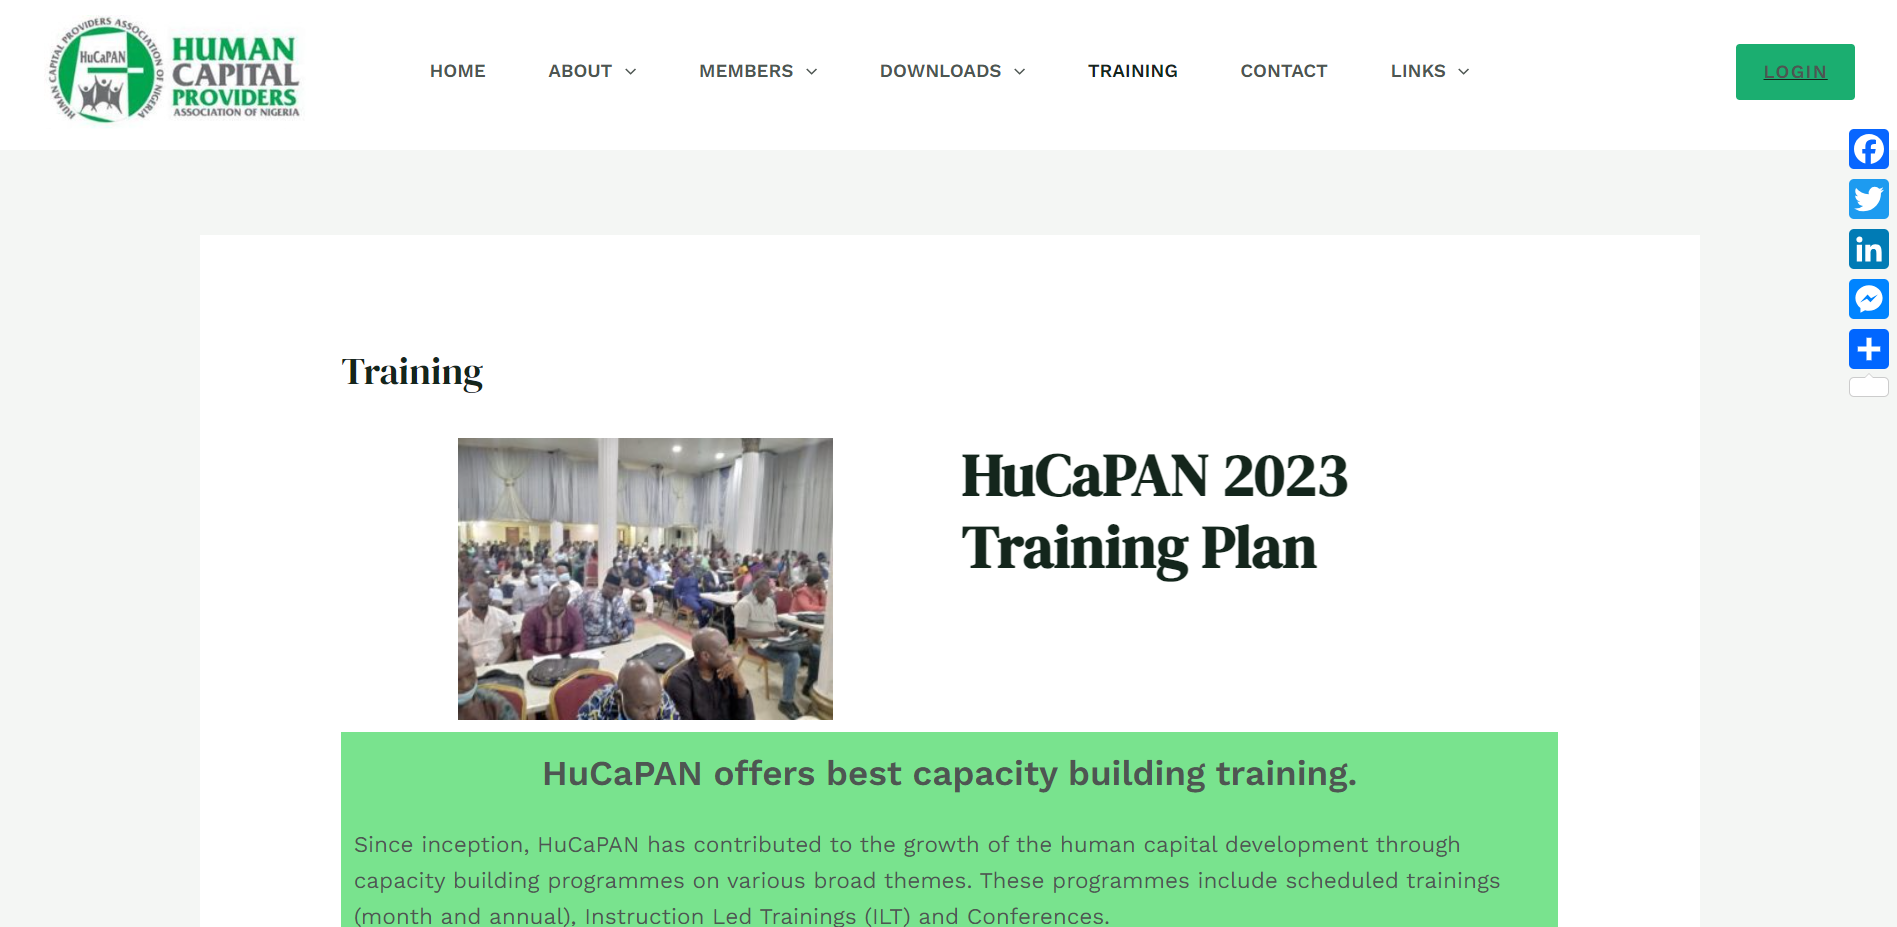 HUMAN CAPITAL PROVIDERS ASSOCIATION OF NIGERIA
HuCaPAN
HUMAN
CAPITAL
PROVIDERS
ASSOCIATION OF NIGERIA
HOME
ABOUT
MEMBERS
DOWNLOADS
TRAINING
CONTACT
LINKS
LOGIN
Training
HuCaPAN 2023
Training Plan
HuCaPAN offers best capacity building training.
Since inception, HuCaPAN has contributed to the growth of the human capital development through
capacity building programmes on various broad themes. These programmes include scheduled trainings
(month and annual), Instruction Led Trainings (ILT) and Conferences.